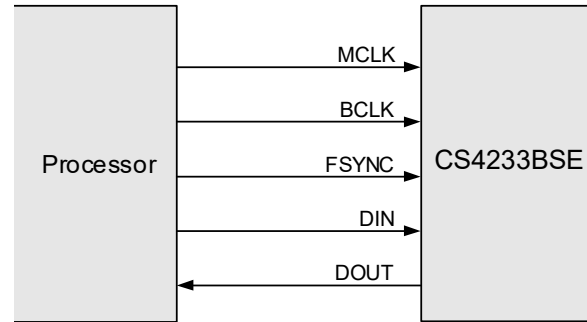 MCLK
BCLK
Processor
FSYNC
CS4233BSE
DIN
DOUT